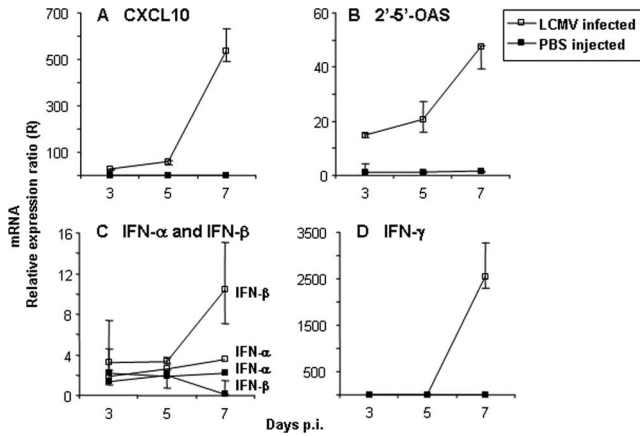 A CXCL10
700
500
300
100
3 5 7
B 2'-5'-OAS
60
40
20
0
3 5 7
LCMV infected
PBS injected
mRNA
Relative expression ratio (R)
C IFN-α and IFN-β
16
12
8
4
0
3 5 7
IFN-β
IFN-α
IFN-α
IFN-β
D IFN-γ
3500
2500
1500
500
3 5 7
Days p.i.